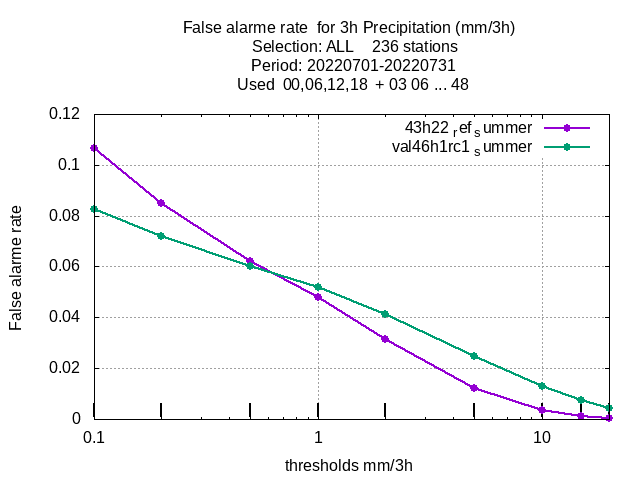 False alarme rate  for 3h Precipitation (mm/3h)
Selection: ALL    236 stations
Period: 20220701-20220731
Used  00,06,12,18  + 03 06 ... 48
43h22 ref summer
val46h1rc1 summer
False alarme rate
0.12
0.1
0.08
0.06
0.04
0.02
0
0.1 1 10
thresholds mm/3h